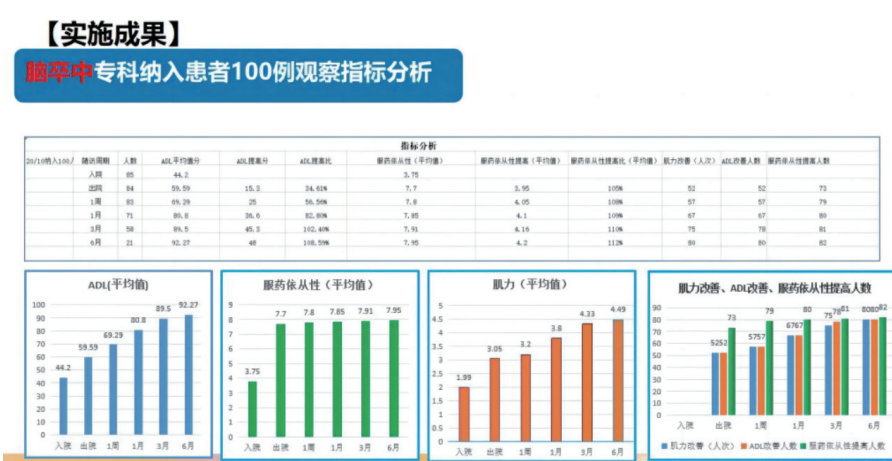 【实施成果】
脑卒中专科纳入患者100例观察指标分析
指标分析
随访周期 人数 ADL平均值分 ADL提高分 ADL提高比 服药依从性（平均值） 服药依从性提高（平均值） 服药依从性提高比（平均值） 肌力改善（人次） ADL改善人数 服药依从性提高人数
入院 85 44.2 3.75
出院 84 59.59 15.3 34.61% 7.7 3.95 105% 52 52 73
1周 83 69.29 25 56.56% 7.8 4.05 108% 57 57 79
1月 71 80.8 36.6 82.80% 7.85 4.1 109% 67 67 80
3月 58 89.5 45.3 102.40% 7.91 4.16 110% 75 78 81
6月 21 92.27 48 108.59% 7.95 4.2 112% 80 80 82
ADL(平均值)
100
90
80
70
60
50
40
30
20
10
0
44.2 59.59 69.29 80.8 89.5 92.27
入院 出院 1周 1月 3月 6月
服药依从性（平均值）
9
8
7
6
5
4
3
2
1
0
3.75 7.7 7.8 7.85 7.91 7.95
入院 出院 1周 1月 3月 6月
肌力（平均值）
5
4.5
4
3.5
3
2.5
2
1.5
1
0.5
0
1.99 3.05 3.2 3.8 4.33 4.49
入院 出院 1周 1月 3月 6月
肌力改善、ADL改善、服药依从性提高人数
90
80
70
60
50
40
30
20
10
0
52 52 73 57 57 79 67 67 80 75 78 81 80 80 82
入院 出院 1周 1月 3月 6月
肌力改善（人次） ADL改善人数 服药依从性提高人数